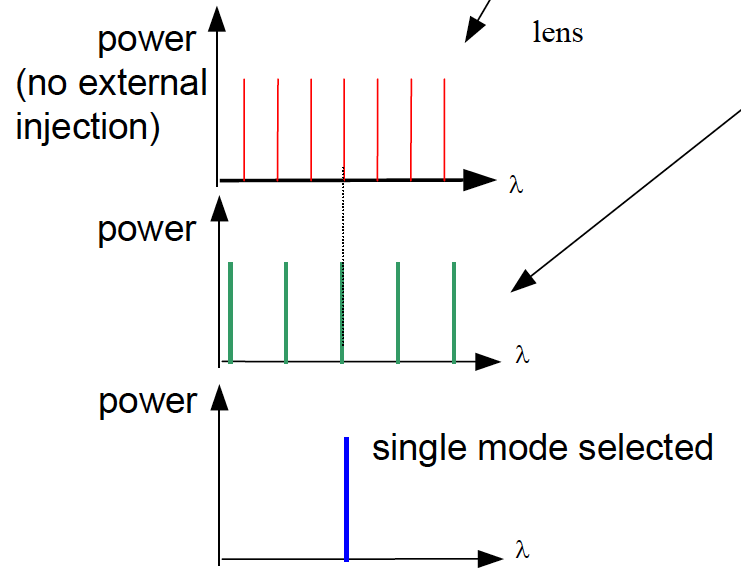 power
(no external
injection)
lens
λ
power
λ
power
single mode selected
λ